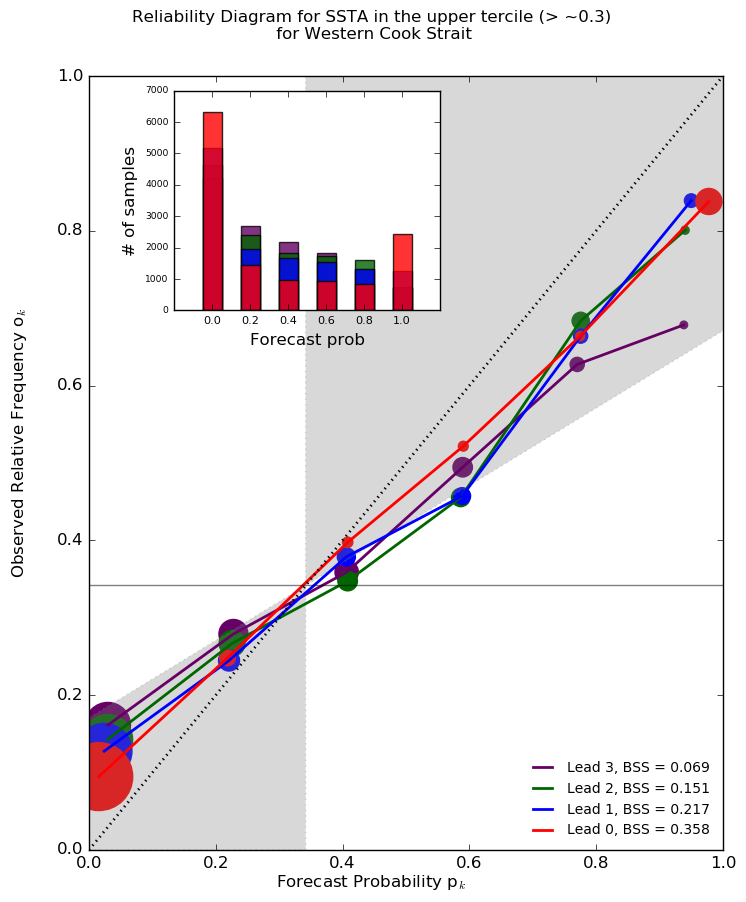 Reliability Diagram for SSTA in the upper tercile (> ~0.3)
for Western Cook Strait
1.0
0.8
0.6
0.4
0.2
0.0
Observed Relative Frequency oₖ
7000
6000
5000
4000
3000
2000
1000
0
# of samples
0.0 0.2 0.4 0.6 0.8 1.0
Forecast prob
Lead 3, BSS = 0.069
Lead 2, BSS = 0.151
Lead 1, BSS = 0.217
Lead 0, BSS = 0.358
0.0 0.2 0.4 0.6 0.8 1.0
Forecast Probability pₖ